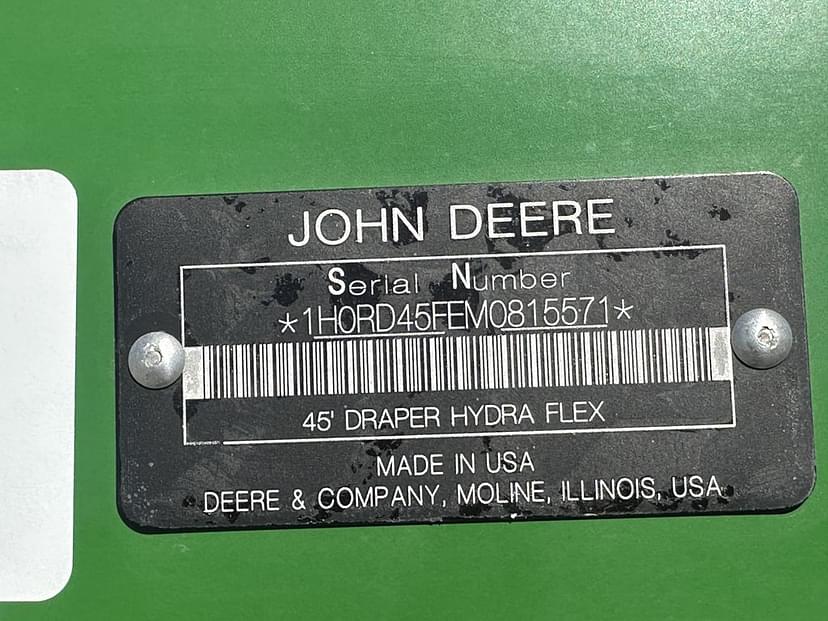 JOHN DEERE
Serial Number
*1H0RD45FEM0815571*
45' DRAPER HYDRA FLEX
MADE IN USA
DEERE & COMPANY, MOLINE, ILLINOIS, USA